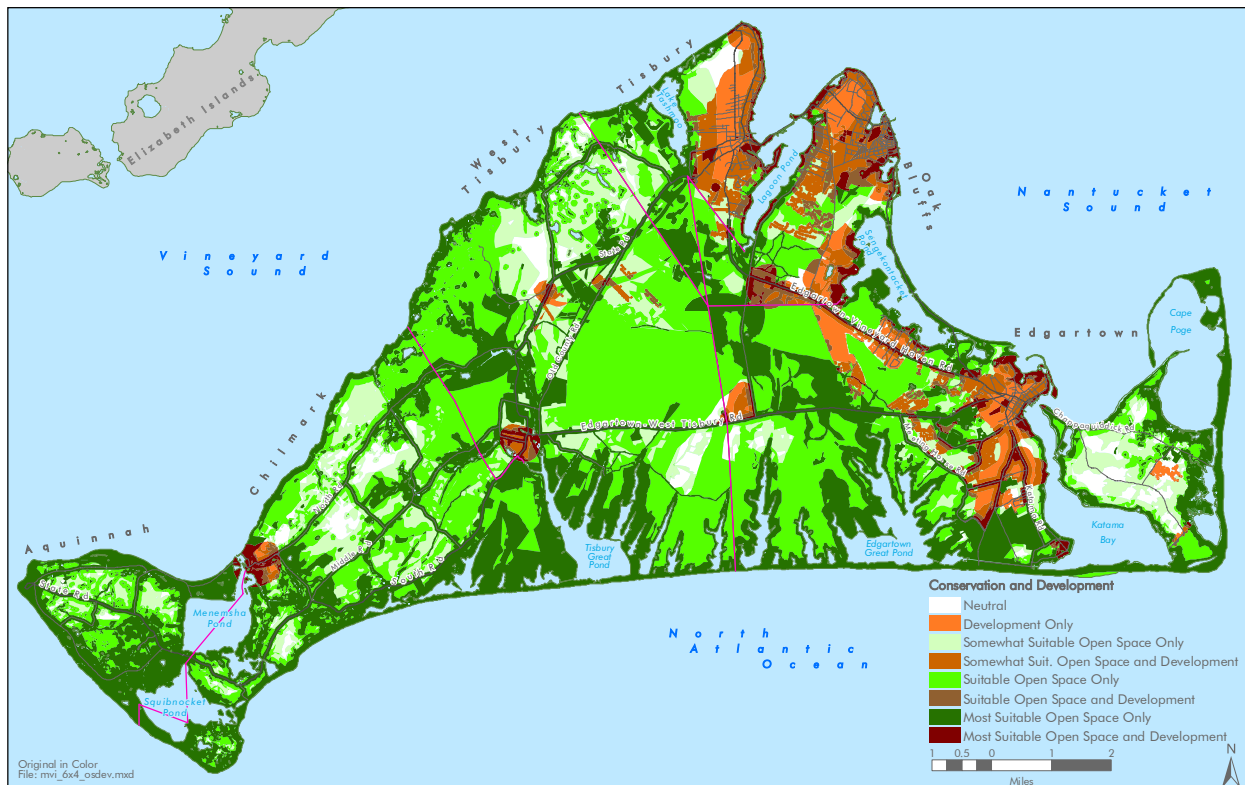 Elizabeth Islands
Vineyard
Sound
Nantucket
Sound
North
Atlantic
Ocean
Tisbury
West
Tisbury
Chilmark
Aquinnah
Oak
Bluffs
Edgartown
Lake
Tashmoo
Lagoon Pond
Sengekontacket
Pond
Cape
Poge
Katama
Bay
Edgartown
Great Pond
Tisbury
Great
Pond
Menemsha
Pond
Squibnocket
Pond
State Rd
Old County Rd
Edgartown-Vineyard Haven Rd
Edgartown-West Tisbury Rd
Meeting House Rd
Katama Rd
Chappaquiddick Rd
North Rd
Middle Rd
South Rd
State Rd
Conservation and Development
Neutral
Development Only
Somewhat Suitable Open Space Only
Somewhat Suit. Open Space and Development
Suitable Open Space Only
Suitable Open Space and Development
Most Suitable Open Space Only
Most Suitable Open Space and Development
1 0.5 0 1 2
Miles
N
Original in Color
File: mvi_6x4_osdev.mxd